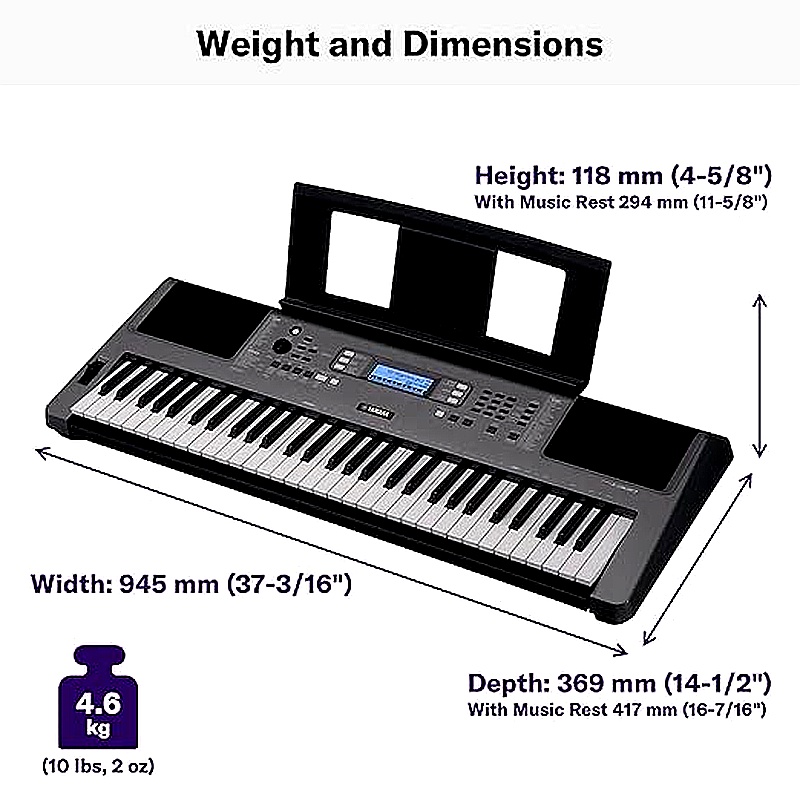 Weight and Dimensions
Height: 118 mm (4-5/8")
With Music Rest 294 mm (11-5/8")
YAMAHA
Width: 945 mm (37-3/16")
4.6
kg
(10 lbs, 2 oz)
Depth: 369 mm (14-1/2")
With Music Rest 417 mm (16-7/16")